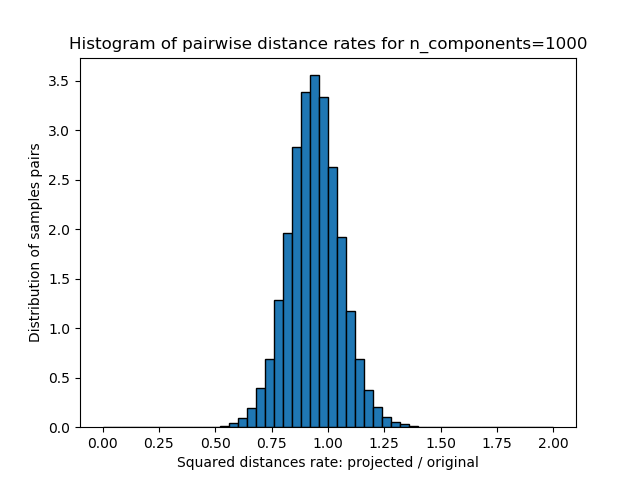 Histogram of pairwise distance rates for n_components=1000
Distribution of samples pairs
3.5
3.0
2.5
2.0
1.5
1.0
0.5
0.0
0.00 0.25 0.50 0.75 1.00 1.25 1.50 1.75 2.00
Squared distances rate: projected / original